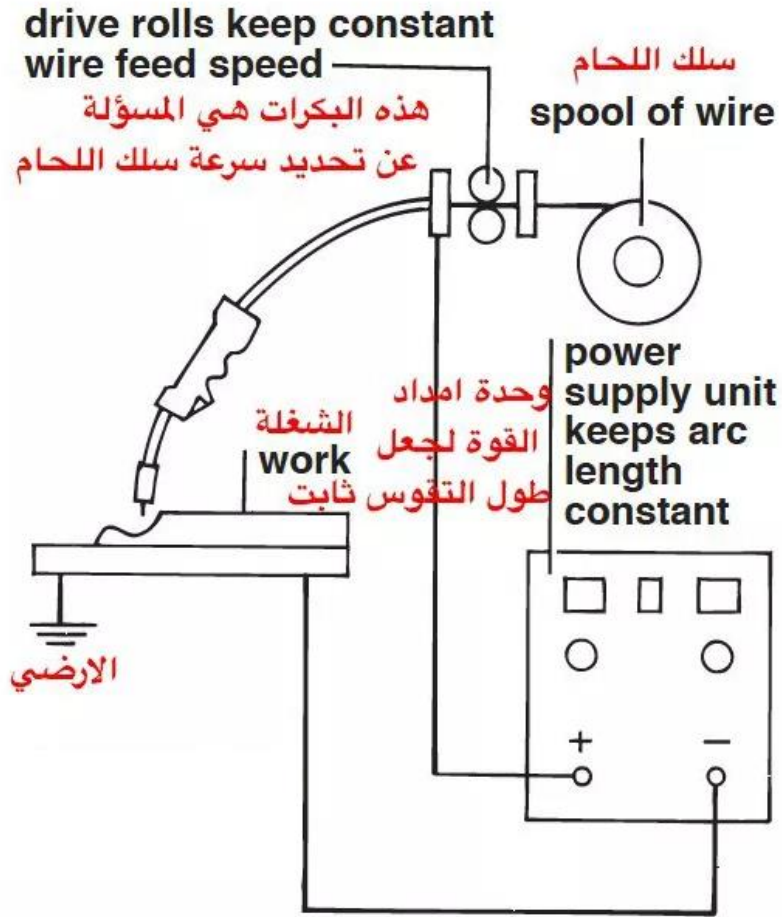 drive rolls keep constant
wire feed speed
هذه البكرات هي المسؤلة
عن تحديد سرعة سلك اللحام
سلك اللحام
spool of wire
power
supply unit
keeps arc
length
constant
وحدة امداد
القوة لجعل
طول التقوس ثابت
الشغلة
work
الارضي
+
−